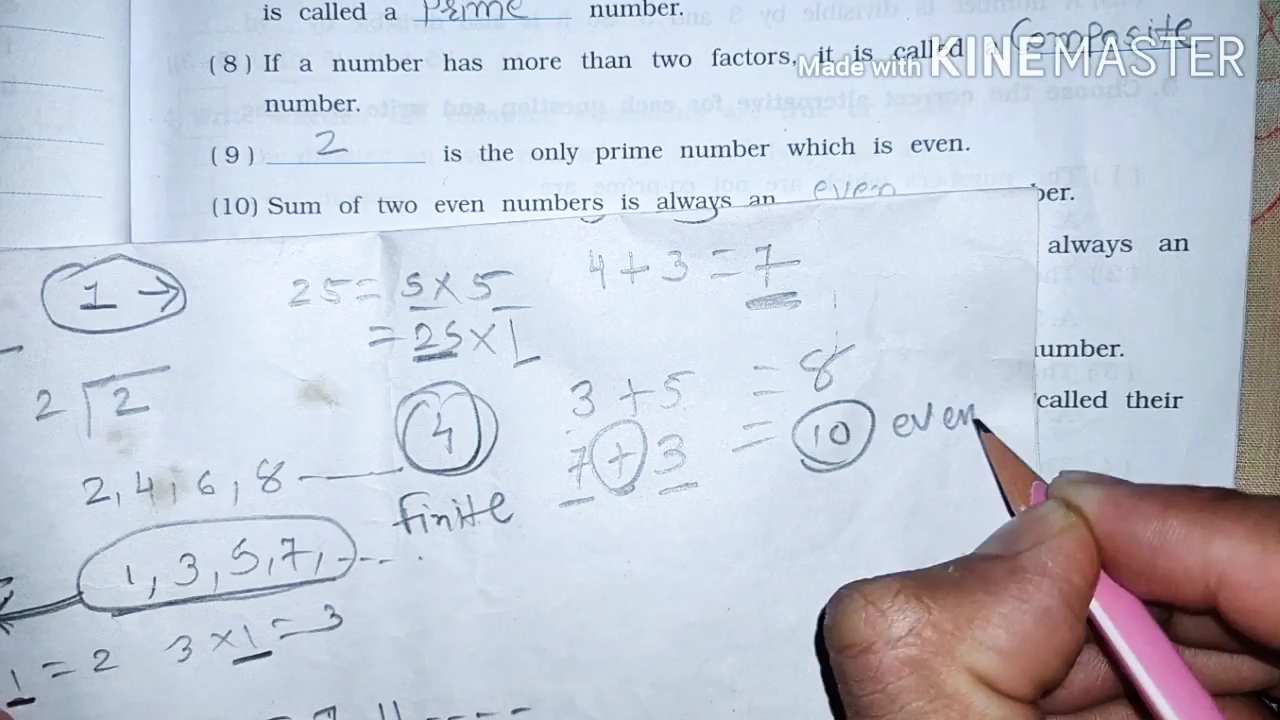 is called a Prime number.
(8) If a number has more than two factors, it is called Composite
number.
Made with KINEMASTER
(9) 2 is the only prime number which is even.
(10) Sum of two even numbers is always an even ber.
always an
umber.
called their
1 →
25 = 5 × 5
= 25 × 1
4 + 3 = 7
2 2
4
3 + 5 = 8
7 + 3 = 10 even
2, 4, 6, 8
finite
1, 3, 5, 7, ----
1 = 2
3 × 1 = 3